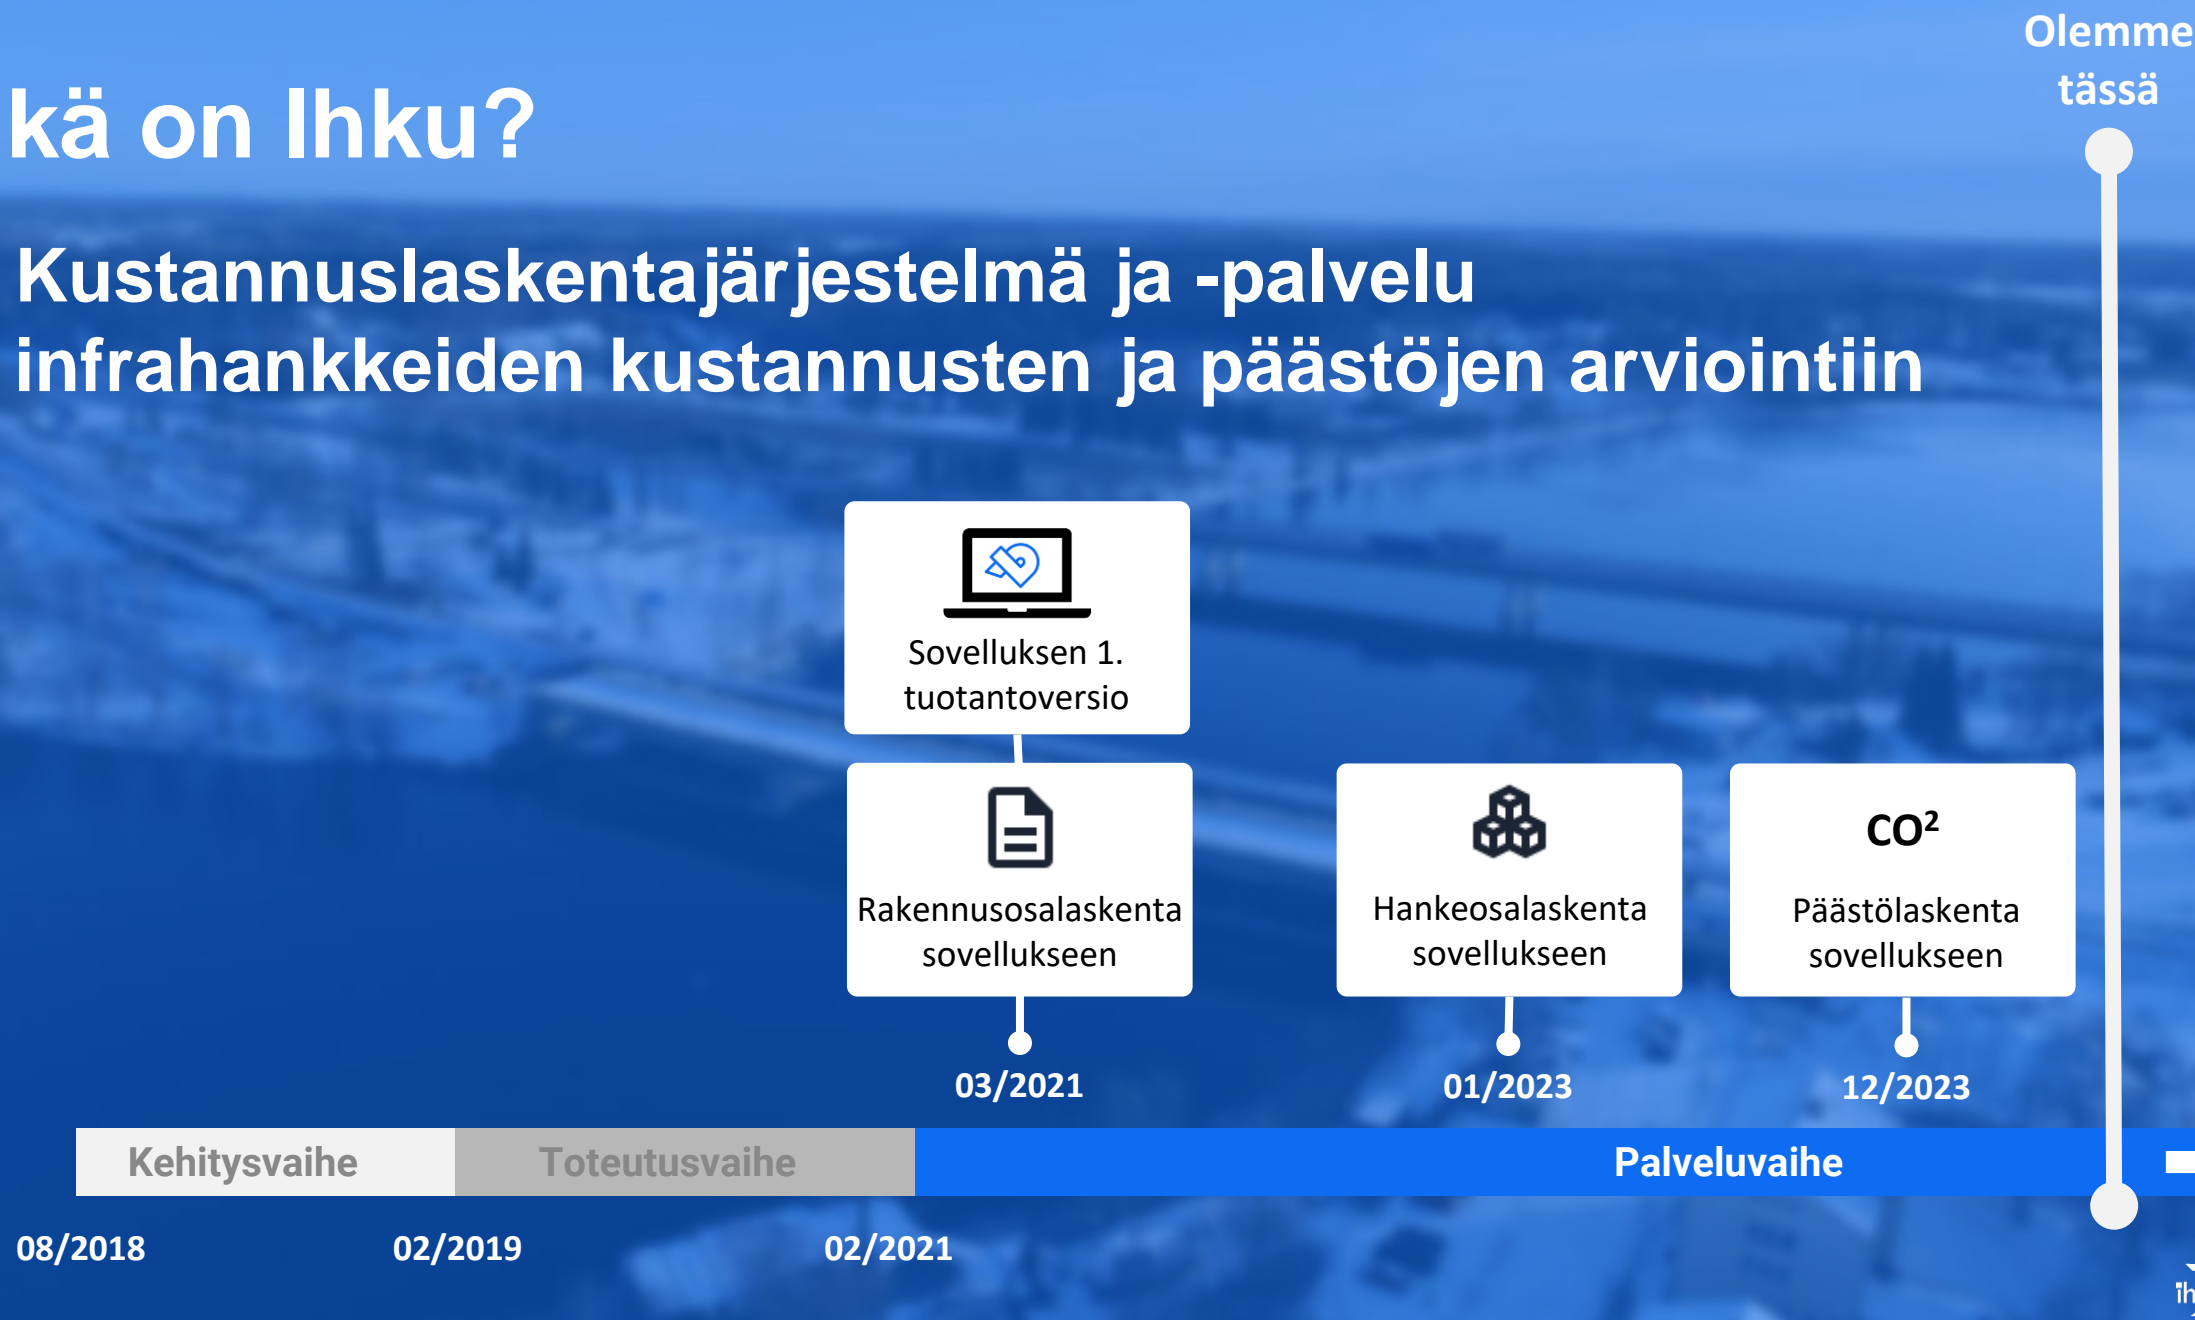 Olemme
tässä
kä on Ihku?
Kustannuslaskentajärjestelmä ja -palvelu
infrahankkeiden kustannusten ja päästöjen arviointiin
Sovelluksen 1.
tuotantoversio
Rakennusosalaskenta
sovellukseen
03/2021
Hankeosalaskenta
sovellukseen
01/2023
CO²
Päästölaskenta
sovellukseen
12/2023
Kehitysvaihe
Toteutusvaihe
Palveluvaihe
08/2018
02/2019
02/2021
ih